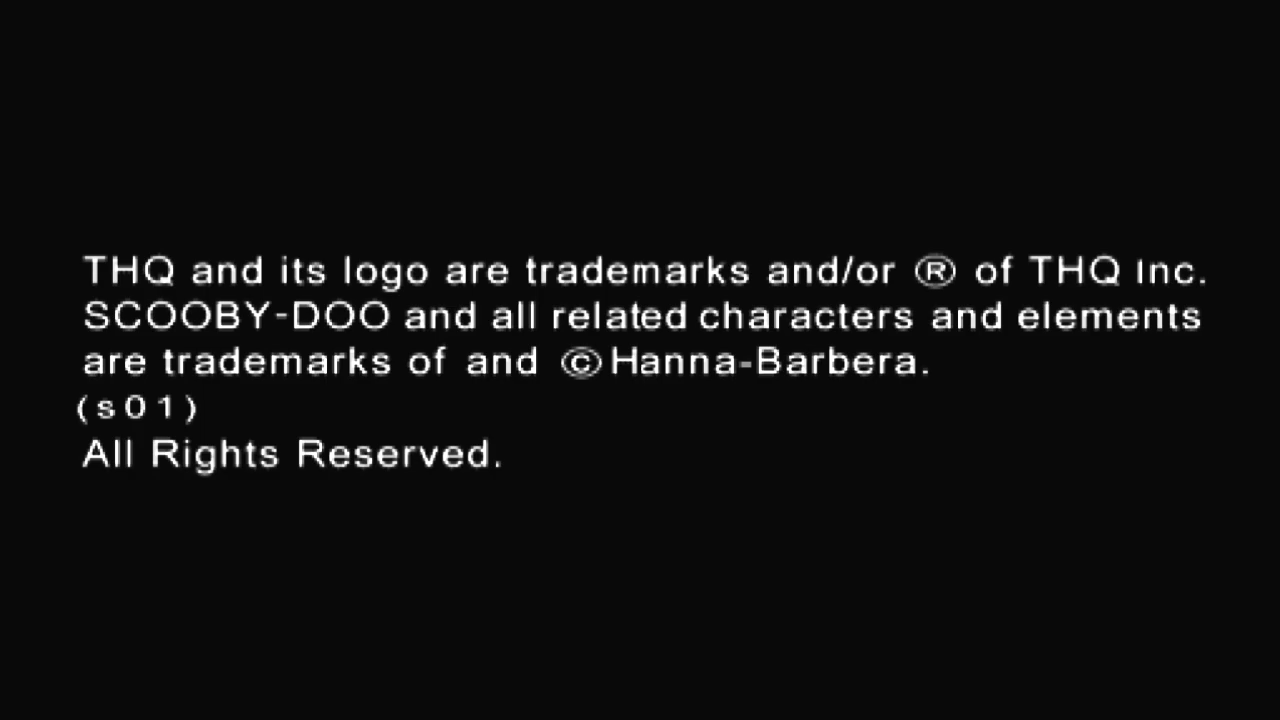 THQ and its logo are trademarks and/or ® of THQ Inc.
SCOOBY-DOO and all related characters and elements
are trademarks of and © Hanna-Barbera.
(s01)
All Rights Reserved.